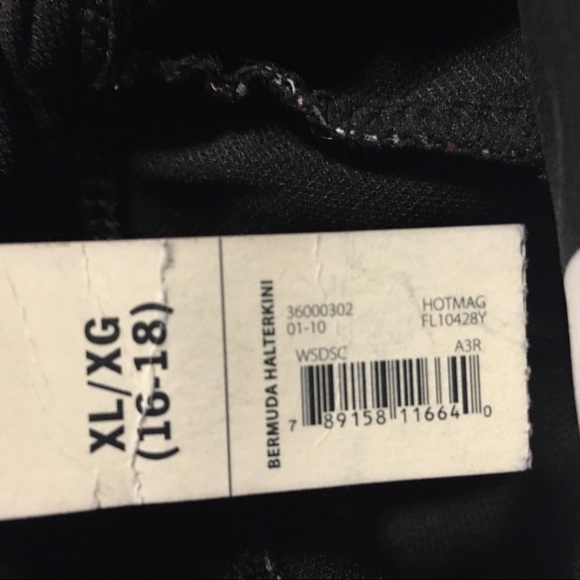 XL/XG
(16-18)
BERMUDA HALTERKINI
36000302
01-10
HOTMAG
FL10428Y
WSDSC
A3R
7 89158 11664 0